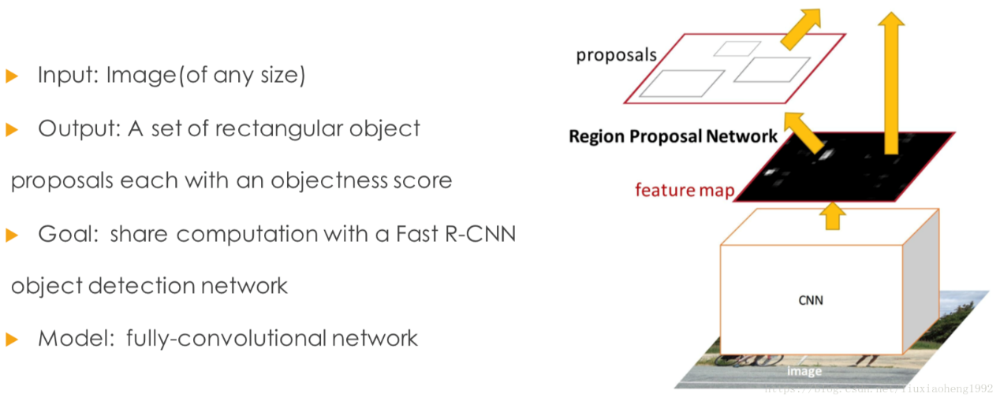 Input: Image(of any size)
Output: A set of rectangular object
proposals each with an objectness score
Goal: share computation with a Fast R-CNN
object detection network
Model: fully-convolutional network
proposals
Region Proposal Network
feature map
CNN
image
https://blog.csdn.net/liuxiaoheng1992